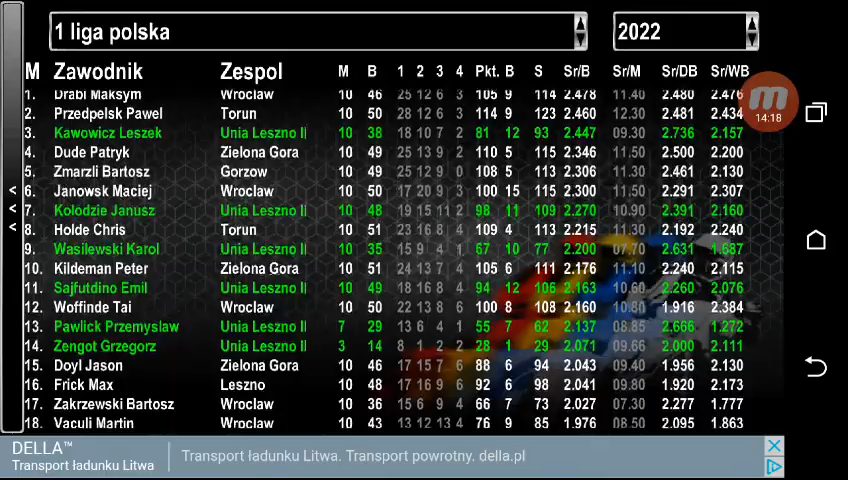 1 liga polska 2022
M Zawodnik Zespol M B 1 2 3 4 Pkt. B S Sr/B Sr/M Sr/DB Sr/WB
1. Drabi Maksym Wroclaw 10 46 25 12 6 3 105 9 114 2.478 11.40 2.480 2.476
2. Przedpelsk Pawel Torun 10 50 28 12 6 3 114 9 123 2.460 12.30 2.481 2.434
3. Kawowicz Leszek Unia Leszno II 10 38 18 10 7 2 81 12 93 2.447 09.30 2.736 2.157
4. Dude Patryk Zielona Gora 10 49 25 13 9 2 110 5 115 2.346 11.50 2.500 2.200
5. Zmarzli Bartosz Gorzow 10 49 25 12 9 0 108 5 113 2.306 11.30 2.461 2.130
6. Janowsk Maciej Wroclaw 10 50 17 20 9 3 100 15 115 2.300 11.50 2.291 2.307
7. Kolodzie Janusz Unia Leszno II 10 48 19 15 11 2 98 11 109 2.270 10.90 2.391 2.160
8. Holde Chris Torun 10 51 23 16 8 4 109 4 113 2.215 11.30 2.192 2.240
9. Wasilewski Karol Unia Leszno II 10 35 15 9 4 1 67 10 77 2.200 07.70 2.631 1.687
10. Kildeman Peter Zielona Gora 10 51 24 13 7 4 105 6 111 2.176 11.10 2.240 2.115
11. Sajfutdino Emil Unia Leszno II 10 49 18 16 8 4 94 12 106 2.163 10.60 2.260 2.076
12. Woffinde Tai Wroclaw 10 50 22 13 8 6 100 8 108 2.160 10.80 1.916 2.384
13. Pawlick Przemyslaw Unia Leszno II 7 29 13 6 4 1 55 7 62 2.137 08.85 2.666 1.272
14. Zengot Grzegorz Unia Leszno II 3 14 8 1 2 2 28 1 29 2.071 09.66 2.000 2.111
15. Doyl Jason Zielona Gora 10 46 17 15 7 6 88 6 94 2.043 09.40 1.956 2.130
16. Frick Max Leszno 10 48 17 16 9 6 92 6 98 2.041 09.80 1.920 2.173
17. Zakrzewski Bartosz Wroclaw 10 36 15 6 9 4 66 7 73 2.027 07.30 2.277 1.777
18. Vaculi Martin Wroclaw 10 43 12 12 13 4 76 9 85 1.976 08.50 2.095 1.863
14:18
<
<
<
DELLA™
Transport ładunku Litwa
Transport ładunku Litwa. Transport powrotny. della.pl